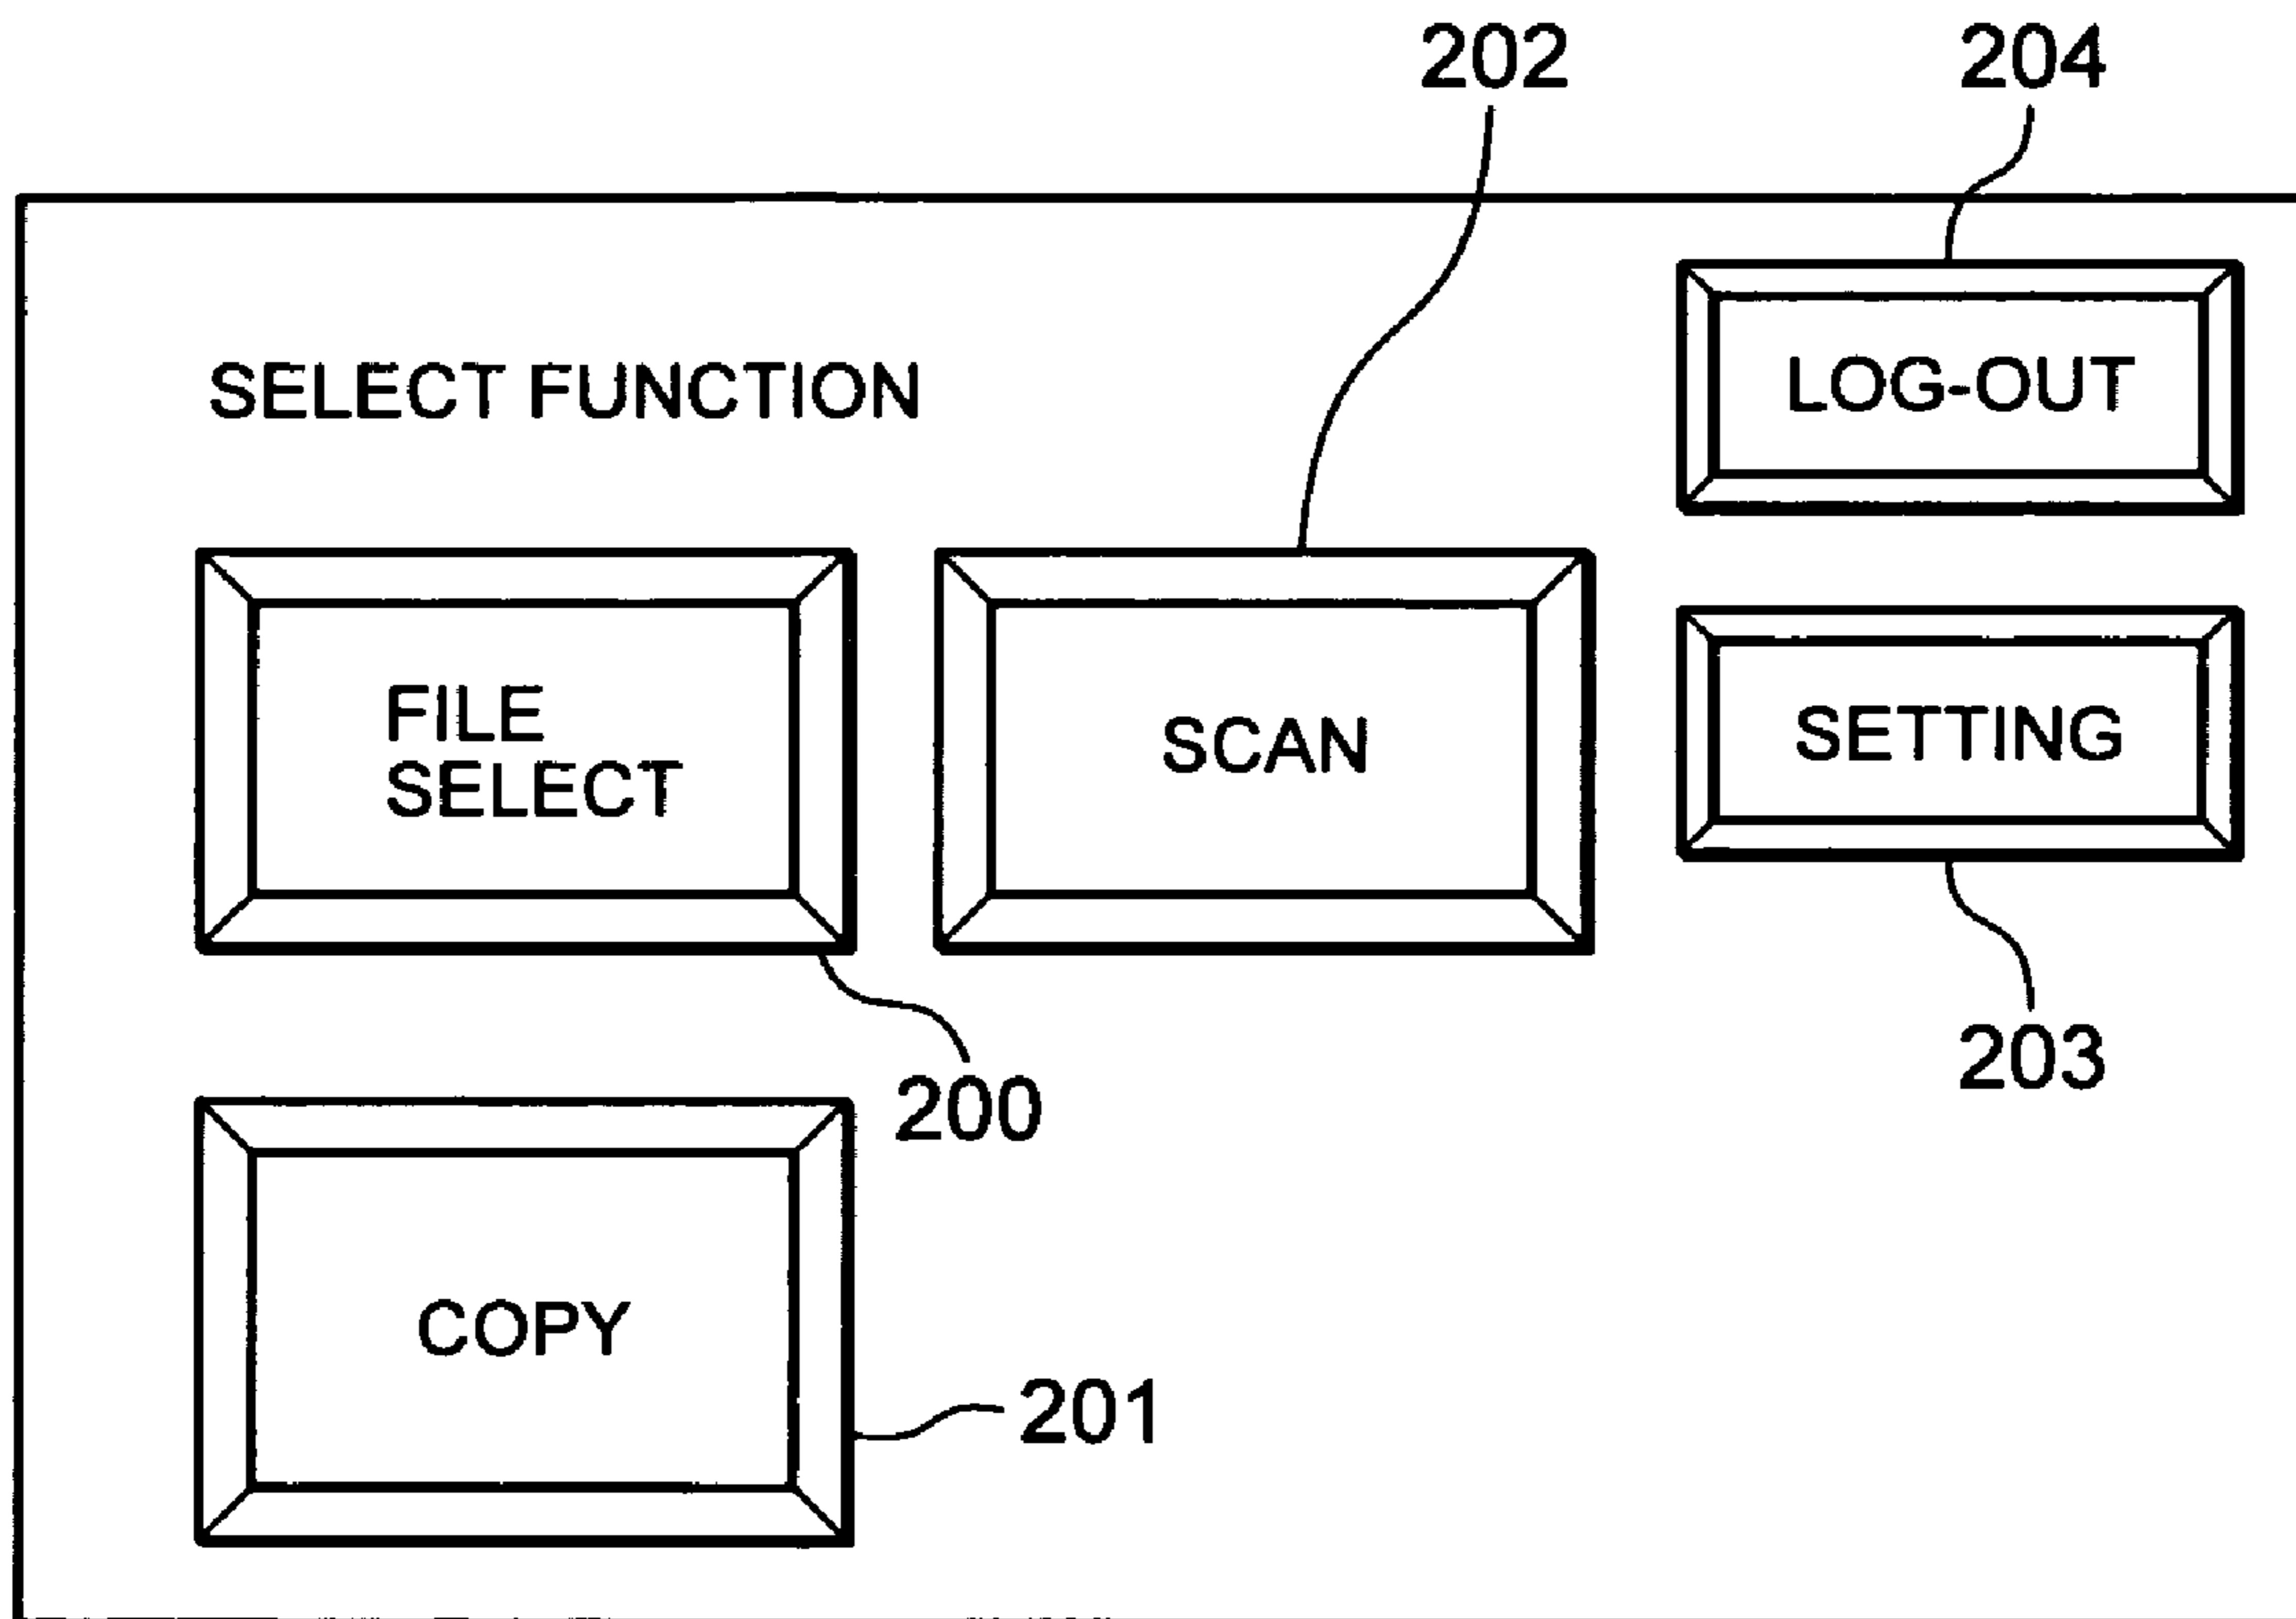 202
204
SELECT FUNCTION
LOG-OUT
FILE
SELECT
SCAN
SETTING
200
203
COPY
201